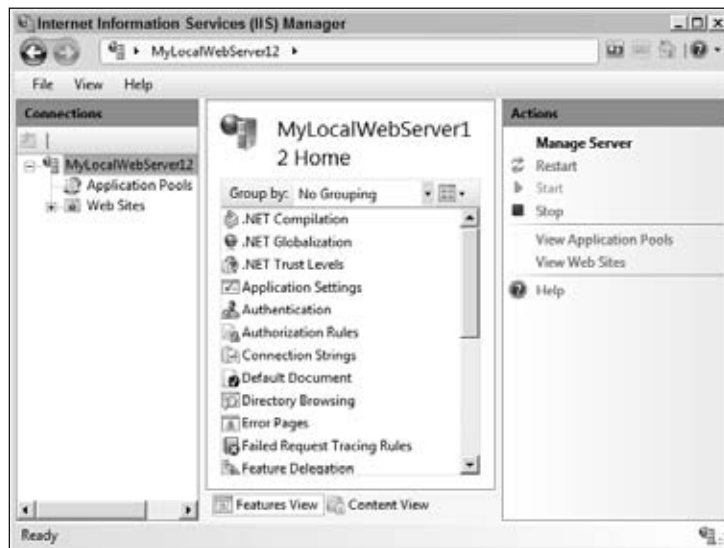 Internet Information Services (IIS) Manager
MyLocalWebServer12
File View Help
Connections
MyLocalWebServer12
Application Pools
Web Sites
MyLocalWebServer1
2 Home
Group by: No Grouping
.NET Compilation
.NET Globalization
.NET Trust Levels
Application Settings
Authentication
Authorization Rules
Connection Strings
Default Document
Directory Browsing
Error Pages
Failed Request Tracing Rules
Feature Delegation
Features View Content View
Actions
Manage Server
Restart
Start
Stop
View Application Pools
View Web Sites
Help
Ready